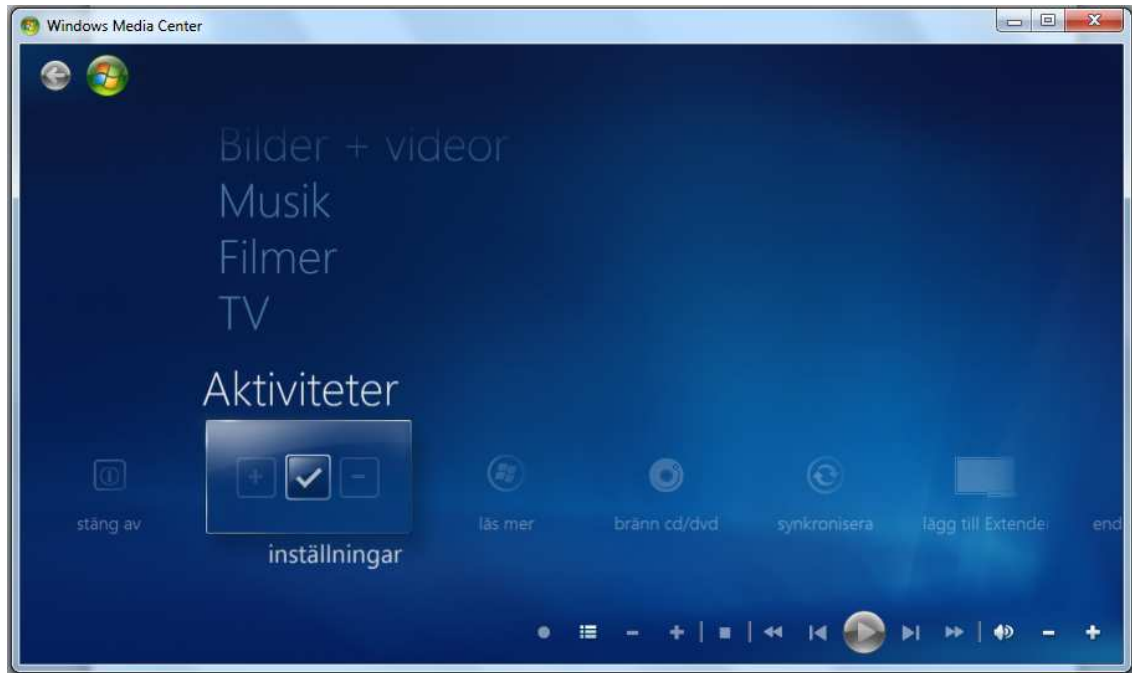 Windows Media Center
Bilder + videor
Musik
Filmer
TV
Aktiviteter
stäng av
inställningar
läs mer
bränn cd/dvd
synkronisera
lägg till Extender
end